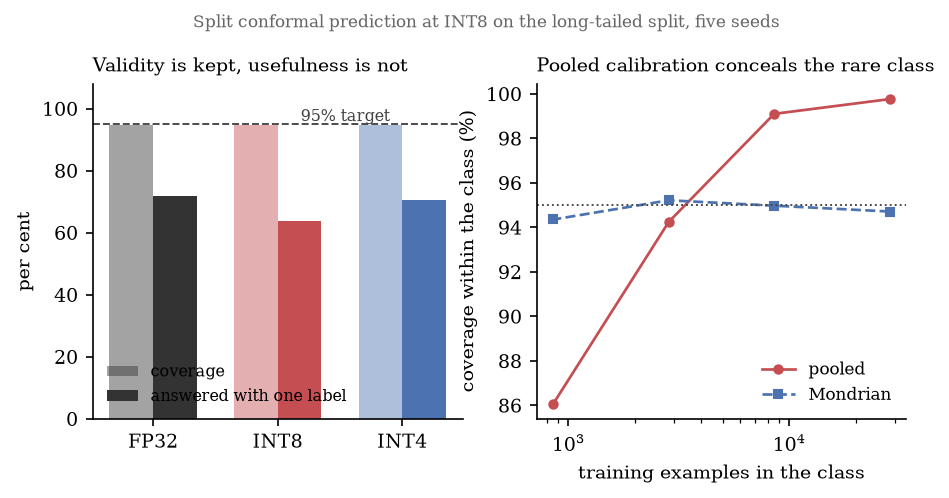 Split conformal prediction at INT8 on the long-tailed split, five seeds
Validity is kept, usefulness is not
per cent
100
80
60
40
20
0
95% target
coverage
answered with one label
FP32
INT8
INT4
Pooled calibration conceals the rare class
coverage within the class (%)
100
98
96
94
92
90
88
86
pooled
Mondrian
10³
10⁴
training examples in the class